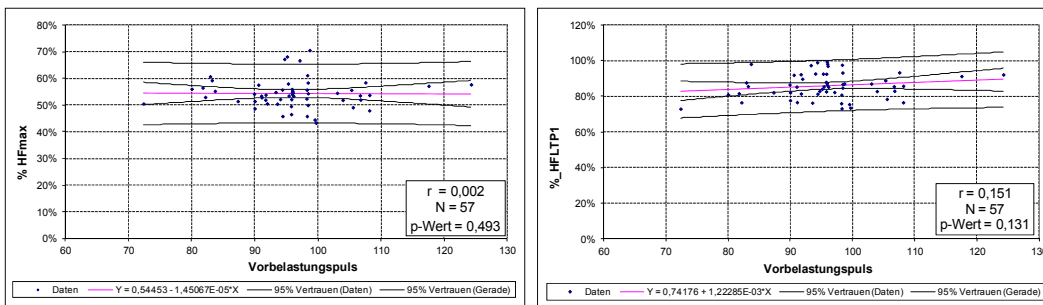 80%
70%
60%
50%
40%
30%
20%
10%
0%
% HFmax
60 70 80 90 100 110 120 130
Vorbelastungspuls
r = 0,002
N = 57
p-Wert = 0,493
Daten Y = 0,54453 - 1,45067E-05*X 95% Vertrauen (Daten) 95% Vertrauen (Gerade)
120%
100%
80%
60%
40%
20%
0%
%_HFLTP1
60 70 80 90 100 110 120 130
Vorbelastungspuls
r = 0,151
N = 57
p-Wert = 0,131
Daten Y = 0,74176 + 1,22285E-03*X 95% Vertrauen (Daten) 95% Vertrauen (Gerade)